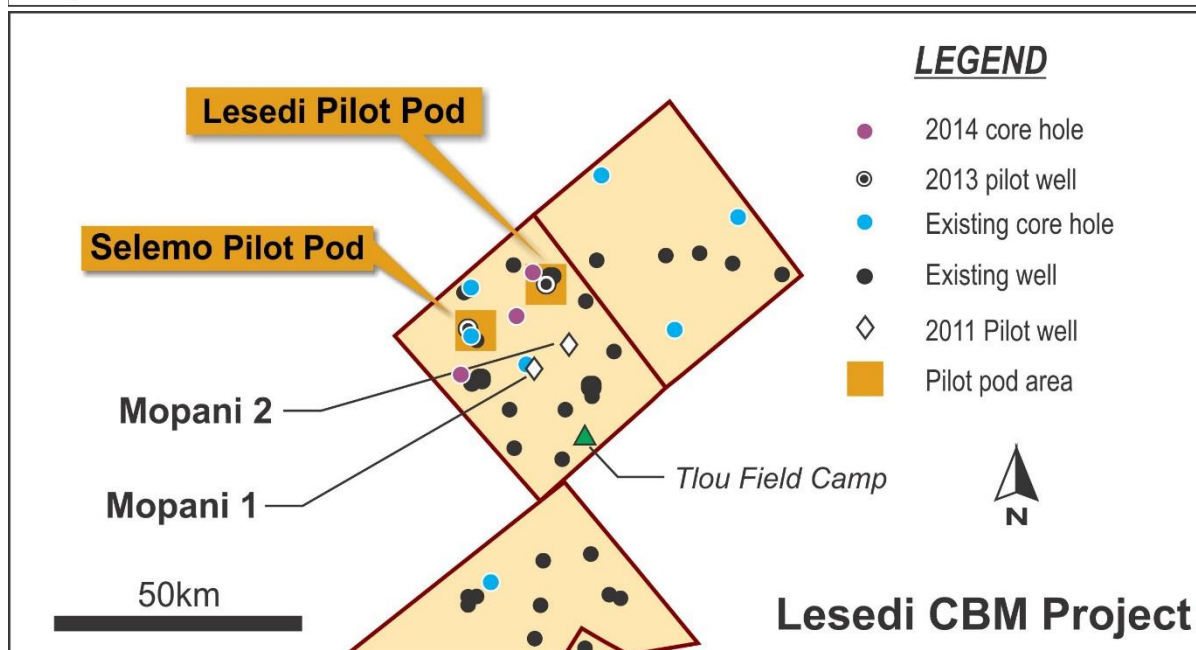 LEGEND
Lesedi Pilot Pod
2014 core hole
2013 pilot well
Existing core hole
Selemo Pilot Pod
Existing well
2011 Pilot well
Pilot pod area
Mopani 2
Tlou Field Camp
Mopani 1
N
50km
Lesedi CBM Project